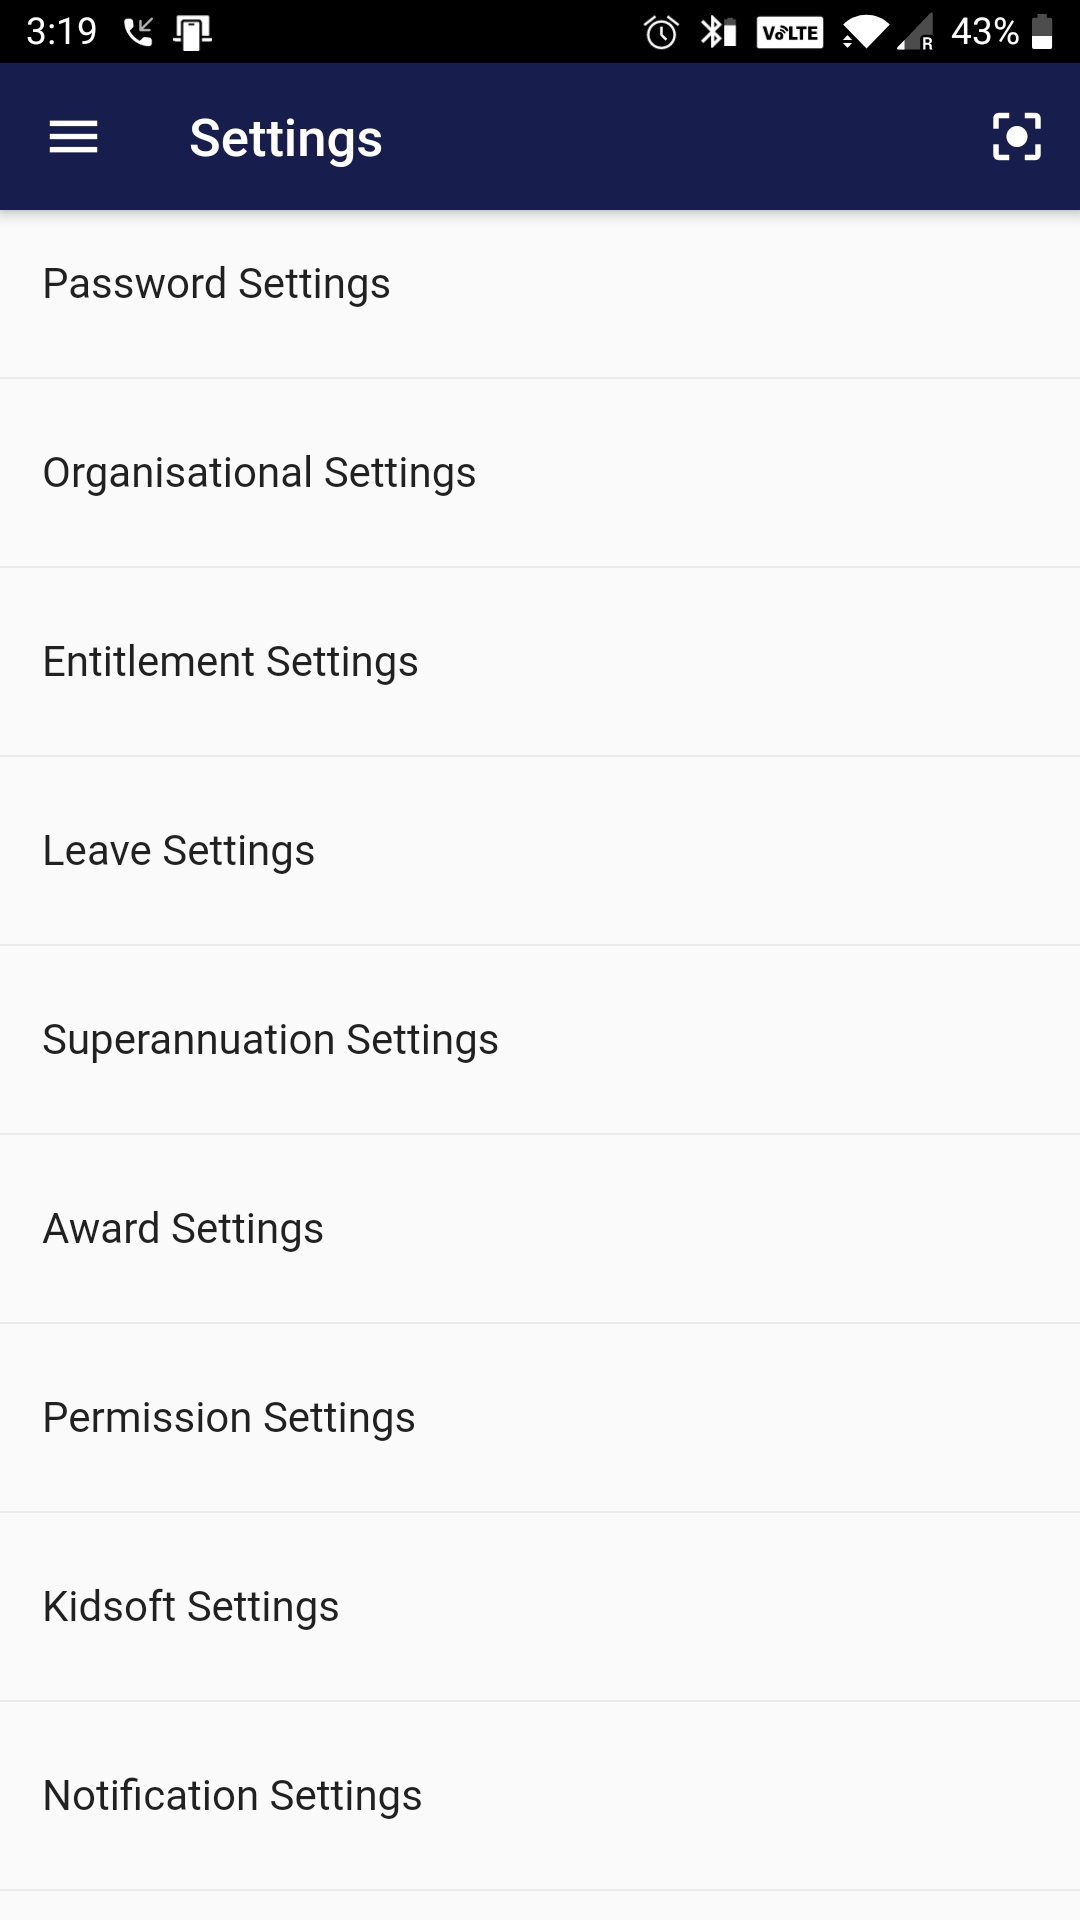 3:19 VoLTE R 43%
Settings
Password Settings
Organisational Settings
Entitlement Settings
Leave Settings
Superannuation Settings
Award Settings
Permission Settings
Kidsoft Settings
Notification Settings